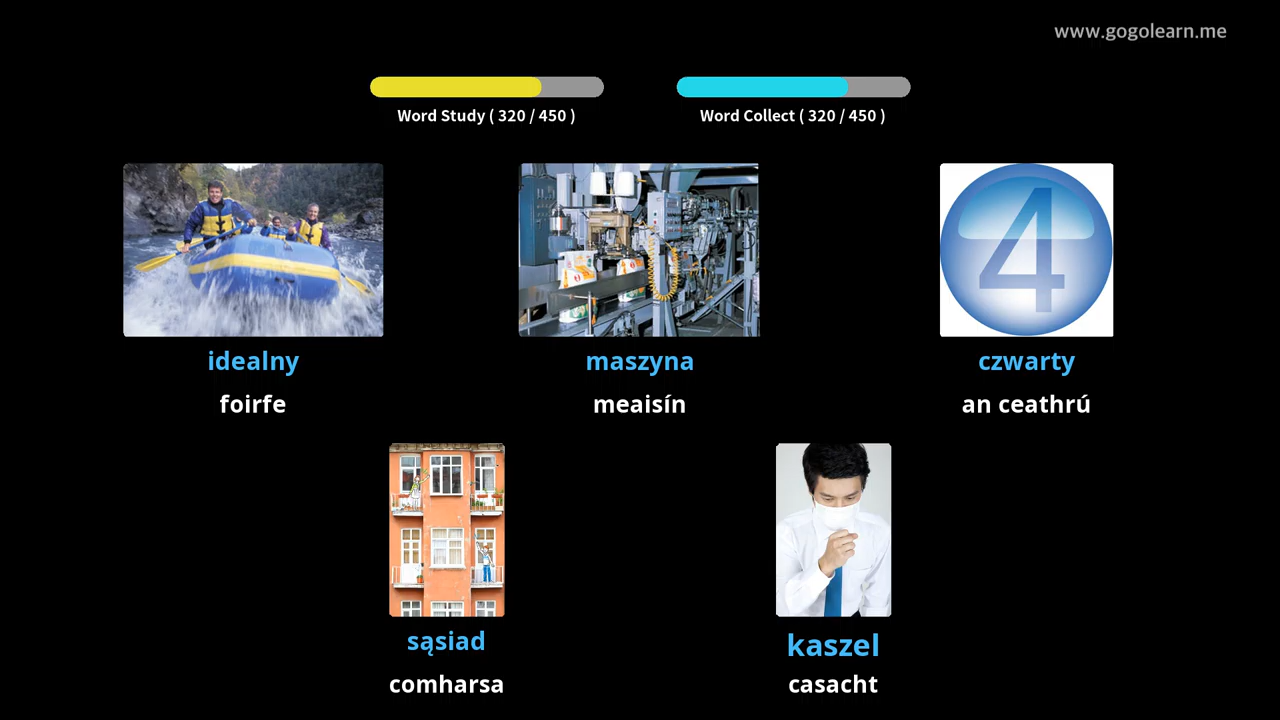 www.gogolearn.me
Word Study ( 320 / 450 )
Word Collect ( 320 / 450 )
4
idealny
maszyna
czwarty
foirfe
meaisín
an ceathrú
sąsiad
kaszel
comharsa
casacht